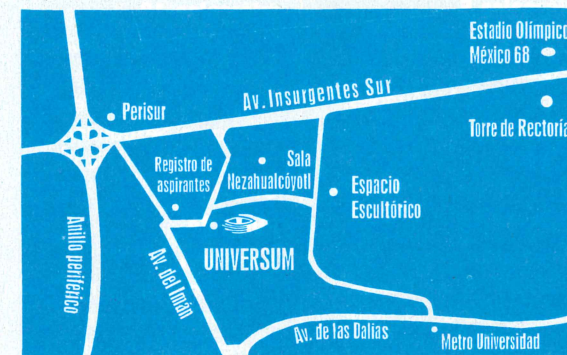 Estadio Olímpico
México 68
Av. Insurgentes Sur
Perisur
Torre de Rectoría
Registro de
aspirantes
Sala
Nezahualcóyotl
Espacio
Escultórico
Anillo periférico
Av. del Imán
UNIVERSUM
Av. de las Dalias
Metro Universidad